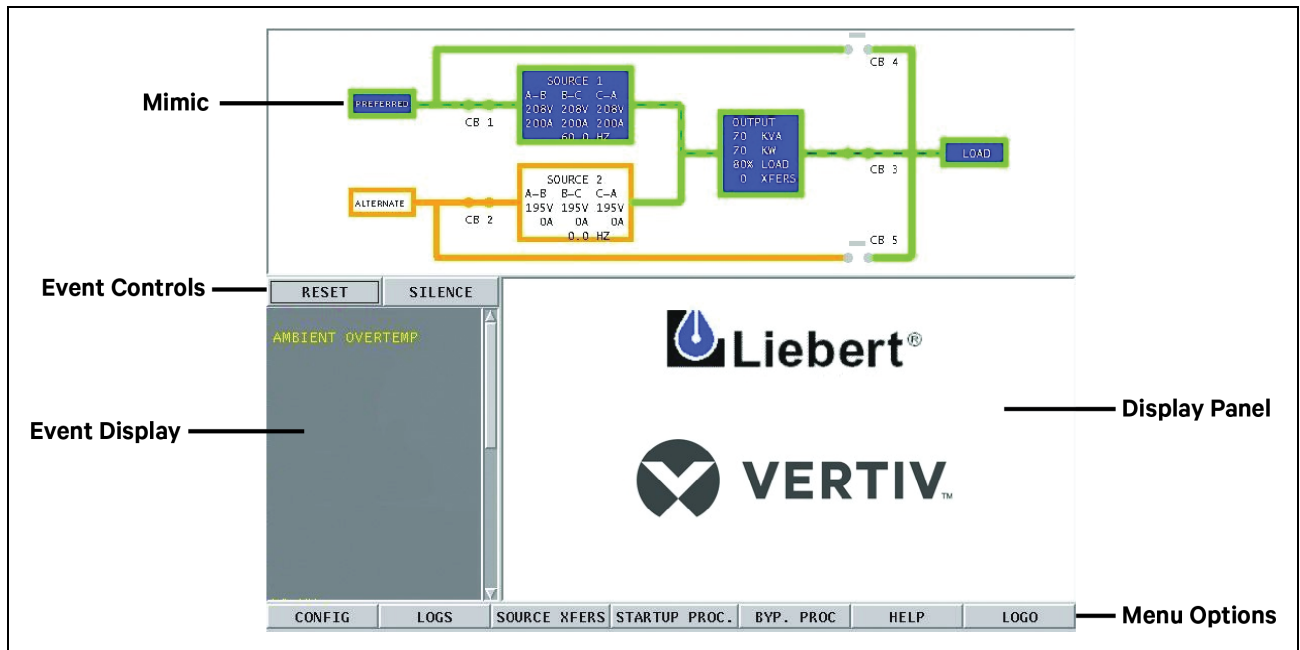 CB 4
Mimic
PREFERRED
CB 1
SOURCE 1
A-B B-C C-A
208V 208V 208V
200A 200A 200A
60.0 HZ
OUTPUT
70 KVA
70 KW
80% LOAD
0 XFERS
CB 3
LOAD
ALTERNATE
CB 2
SOURCE 2
A-B B-C C-A
195V 195V 195V
0A 0A 0A
0.0 HZ
CB 5
Event Controls
RESET SILENCE
AMBIENT OVERTEMP
Event Display
Liebert®
VERTIV™
Display Panel
CONFIG LOGS SOURCE XFERS STARTUP PROC. BYP. PROC HELP LOGO
Menu Options